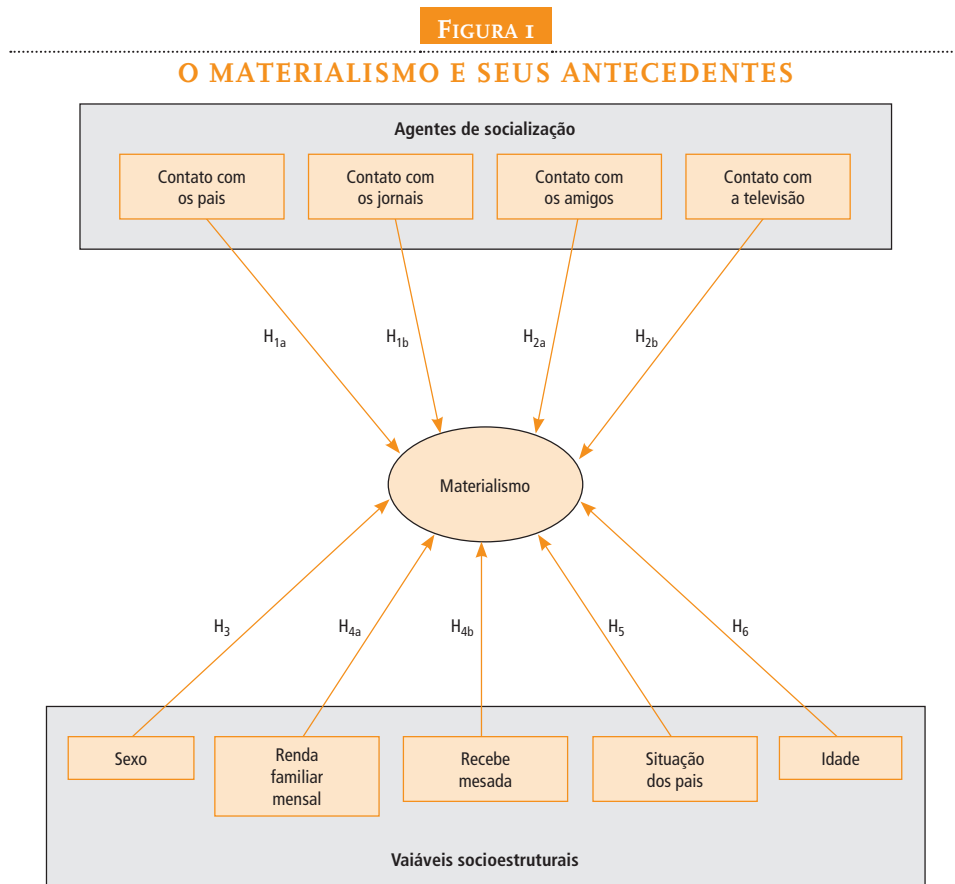 FIGURA 1
O MATERIALISMO E SEUS ANTECEDENTES
Agentes de socialização
Contato com
os pais
Contato com
os jornais
Contato com
os amigos
Contato com
a televisão
H1a
H1b
H2a
H2b
Materialismo
H3
H4a
H4b
H5
H6
Sexo
Renda
familiar
mensal
Recebe
mesada
Situação
dos pais
Idade
Vaiáveis socioestruturais